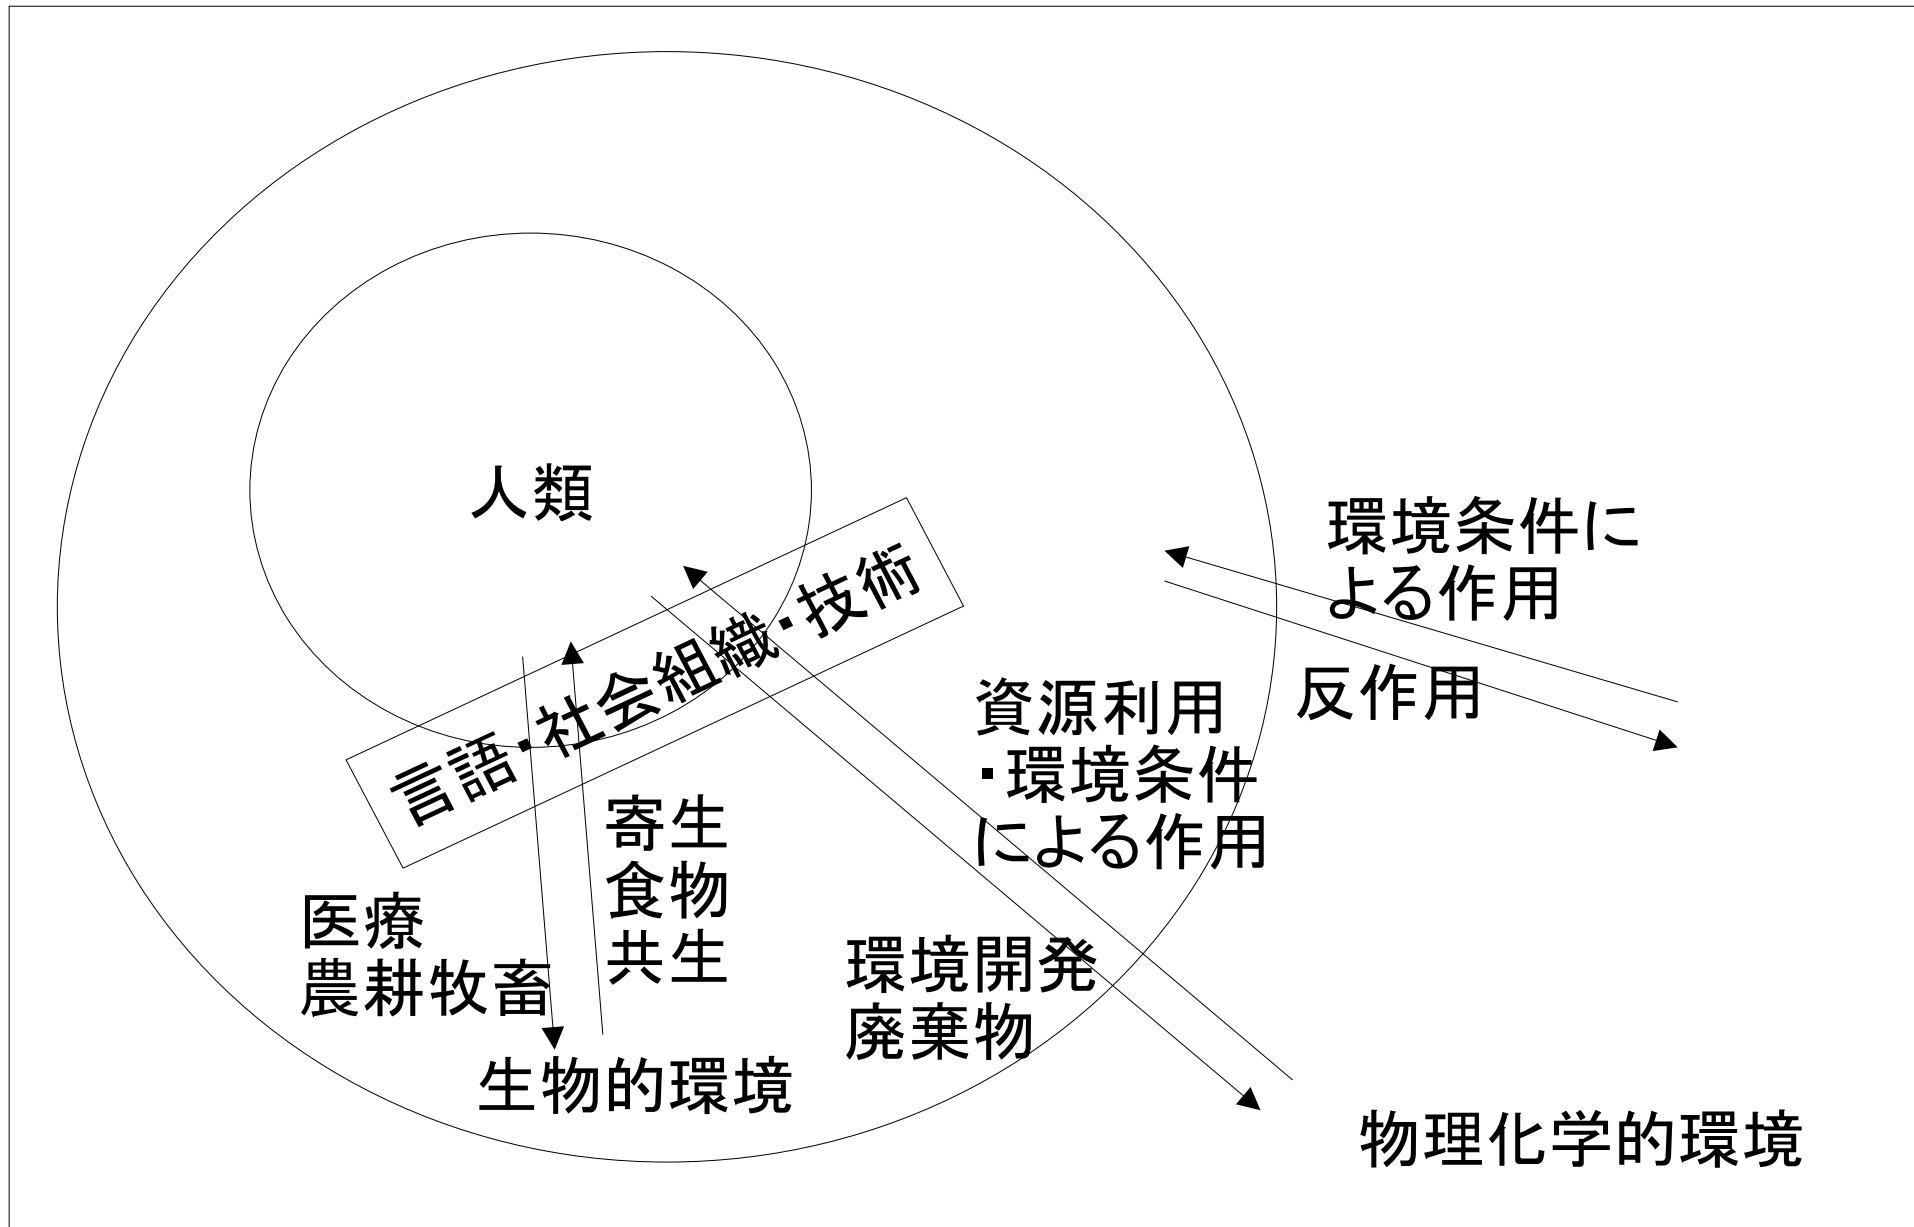 人類
言語・社会組織・技術
環境条件に
よる作用
反作用
資源利用
・環境条件
による作用
寄生
食物
共生
医療
農耕牧畜
環境開発
廃棄物
生物的環境
物理化学的環境